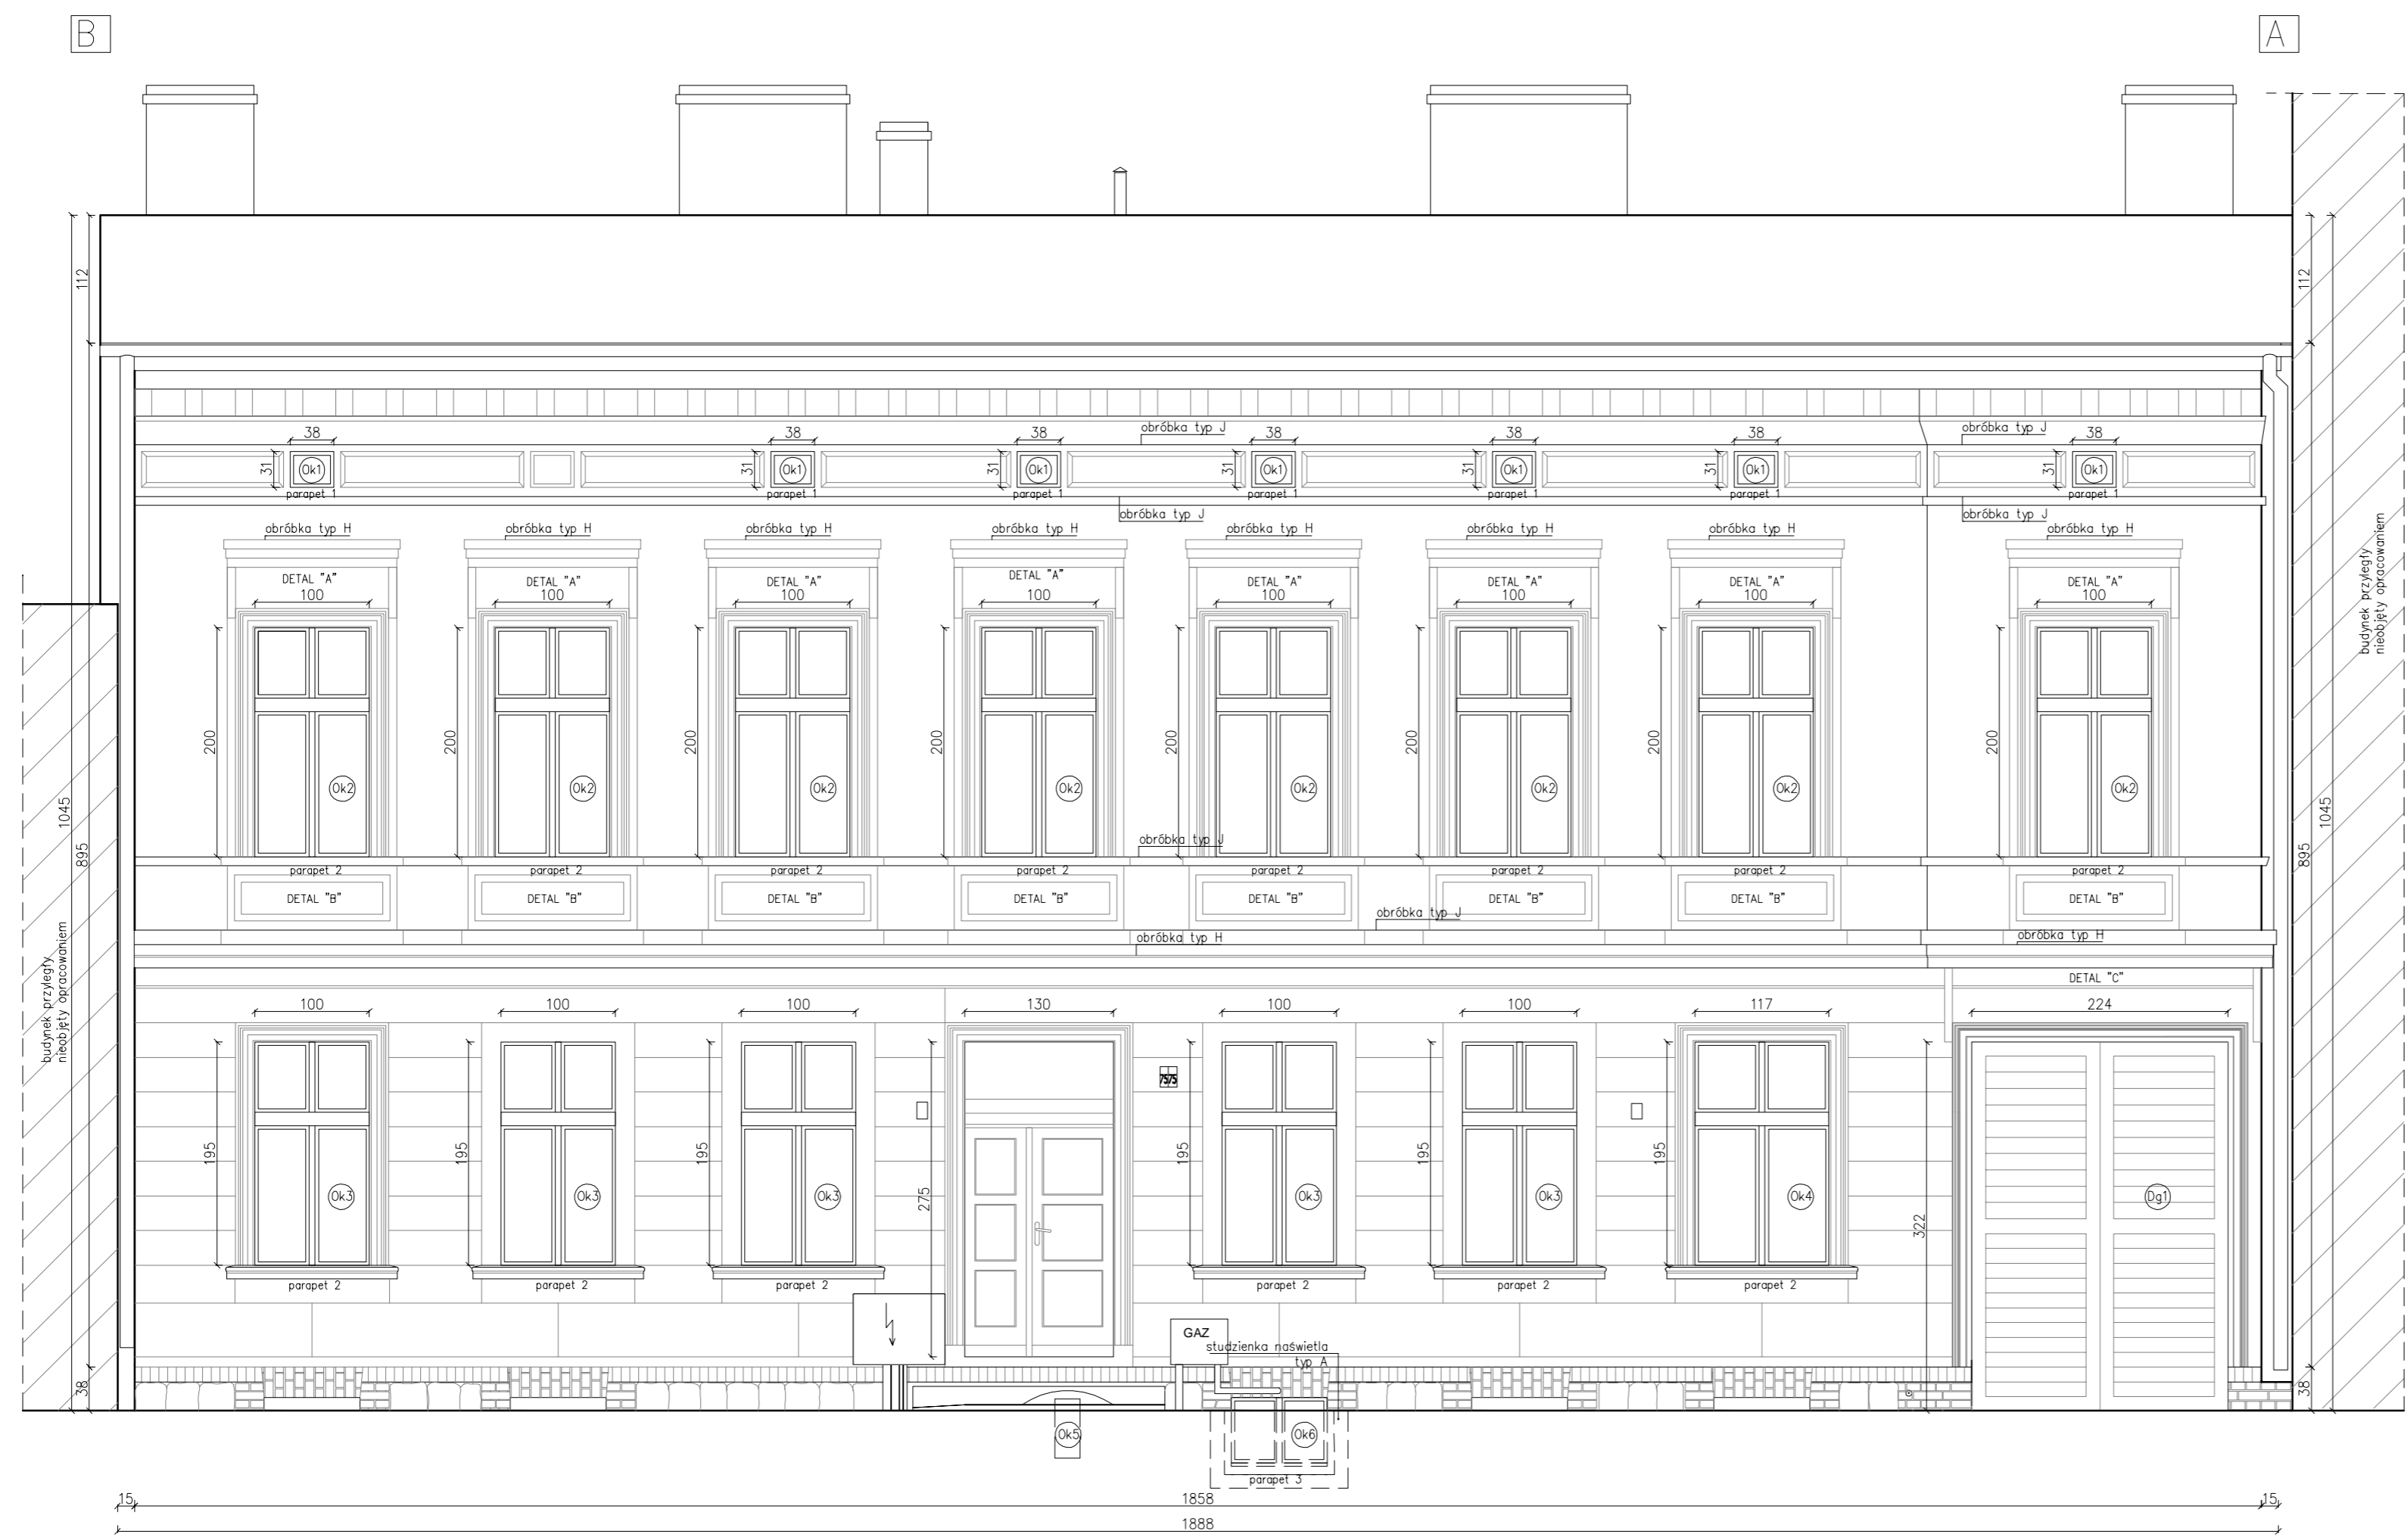 B
A
112
112
38
38
38
38
38
38
38
obróbka typ J
obróbka typ J
31
Ok1
31
Ok1
31
Ok1
31
Ok1
31
Ok1
31
Ok1
31
Ok1
parapet 1
parapet 1
parapet 1
parapet 1
parapet 1
parapet 1
parapet 1
obróbka typ J
obróbka typ J
obróbka typ H
obróbka typ H
obróbka typ H
obróbka typ H
obróbka typ H
obróbka typ H
obróbka typ H
obróbka typ H
DETAL "A"
DETAL "A"
DETAL "A"
DETAL "A"
DETAL "A"
DETAL "A"
DETAL "A"
DETAL "A"
100
100
100
100
100
100
100
100
budynek przyległy
nieobjęty opracowaniem
200
200
200
200
200
200
200
200
Ok2
Ok2
Ok2
Ok2
Ok2
Ok2
Ok2
Ok2
1045
895
895
1045
obróbka typ J
parapet 2
parapet 2
parapet 2
parapet 2
parapet 2
parapet 2
parapet 2
parapet 2
DETAL "B"
DETAL "B"
DETAL "B"
DETAL "B"
DETAL "B"
DETAL "B"
DETAL "B"
DETAL "B"
obróbka typ J
obróbka typ H
obróbka typ H
budynek przyległy
nieobjęty opracowaniem
DETAL "C"
100
100
100
130
100
100
117
224
75
75
195
195
195
275
195
195
195
322
Ok3
Ok3
Ok3
Ok3
Ok3
Ok4
Dg1
parapet 2
parapet 2
parapet 2
parapet 2
parapet 2
parapet 2
GAZ
studzienka naświetla
typ A
38
38
Ok5
Ok6
parapet 3
15
1858
15
1888